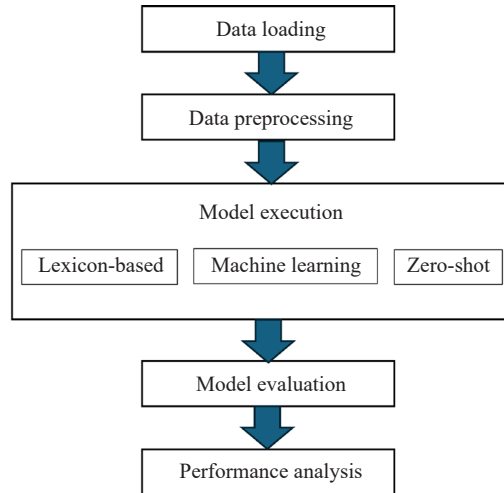 Data loading
Data preprocessing
Model execution
Lexicon-based
Machine learning
Zero-shot
Model evaluation
Performance analysis